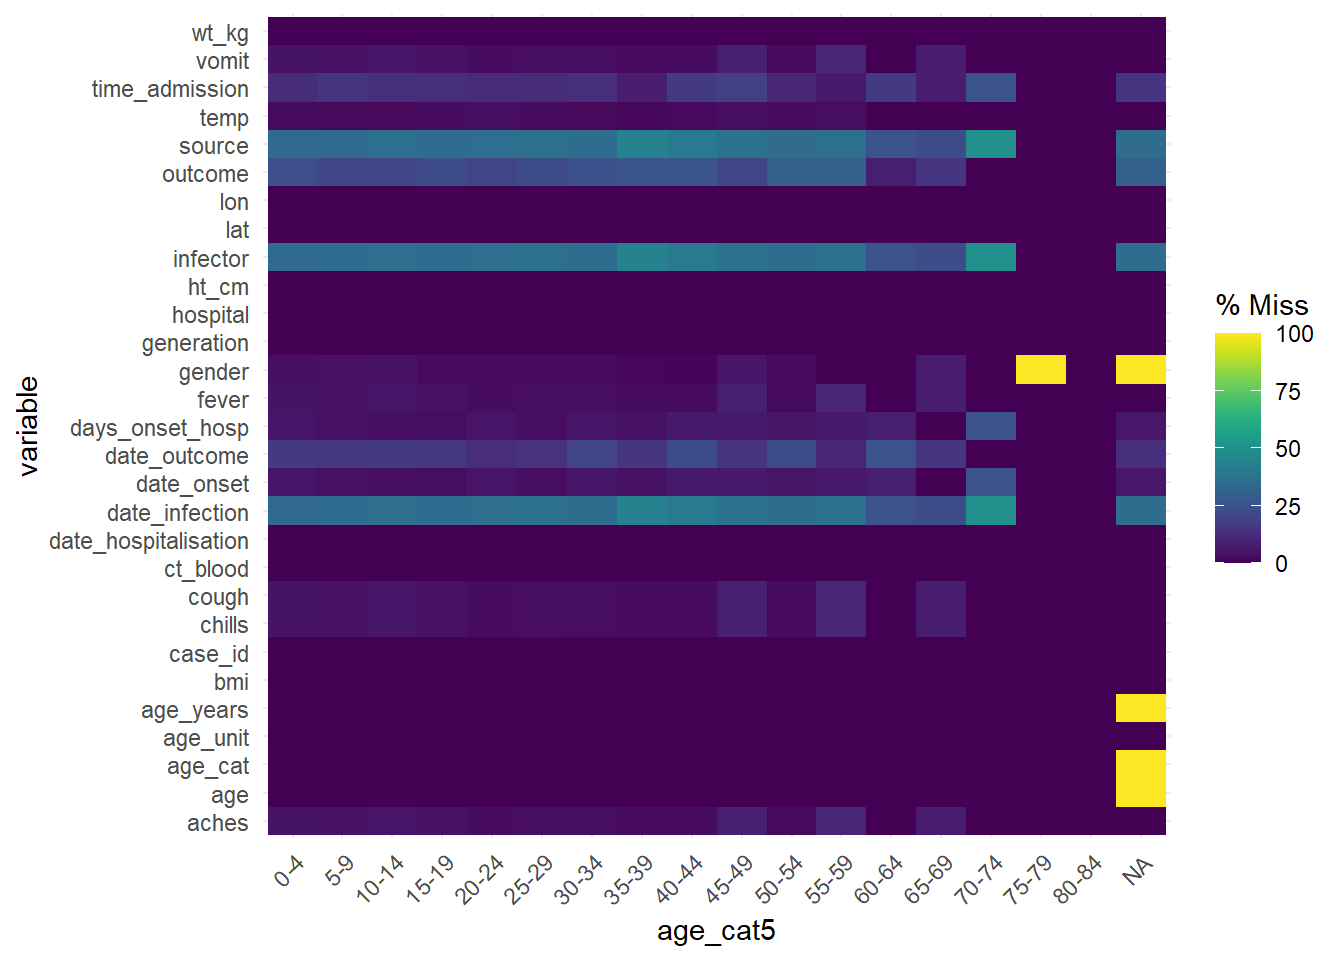 wt_kg
vomit
time_admission
temp
source
outcome
lon
lat
infector
ht_cm
hospital
generation
gender
fever
days_onset_hosp
date_outcome
date_onset
date_infection
date_hospitalisation
ct_blood
cough
chills
case_id
bmi
age_years
age_unit
age_cat
age
aches
variable
0-4
5-9
10-14
15-19
20-24
25-29
30-34
35-39
40-44
45-49
50-54
55-59
60-64
65-69
70-74
75-79
80-84
NA
age_cat5
% Miss
100
75
50
25
0